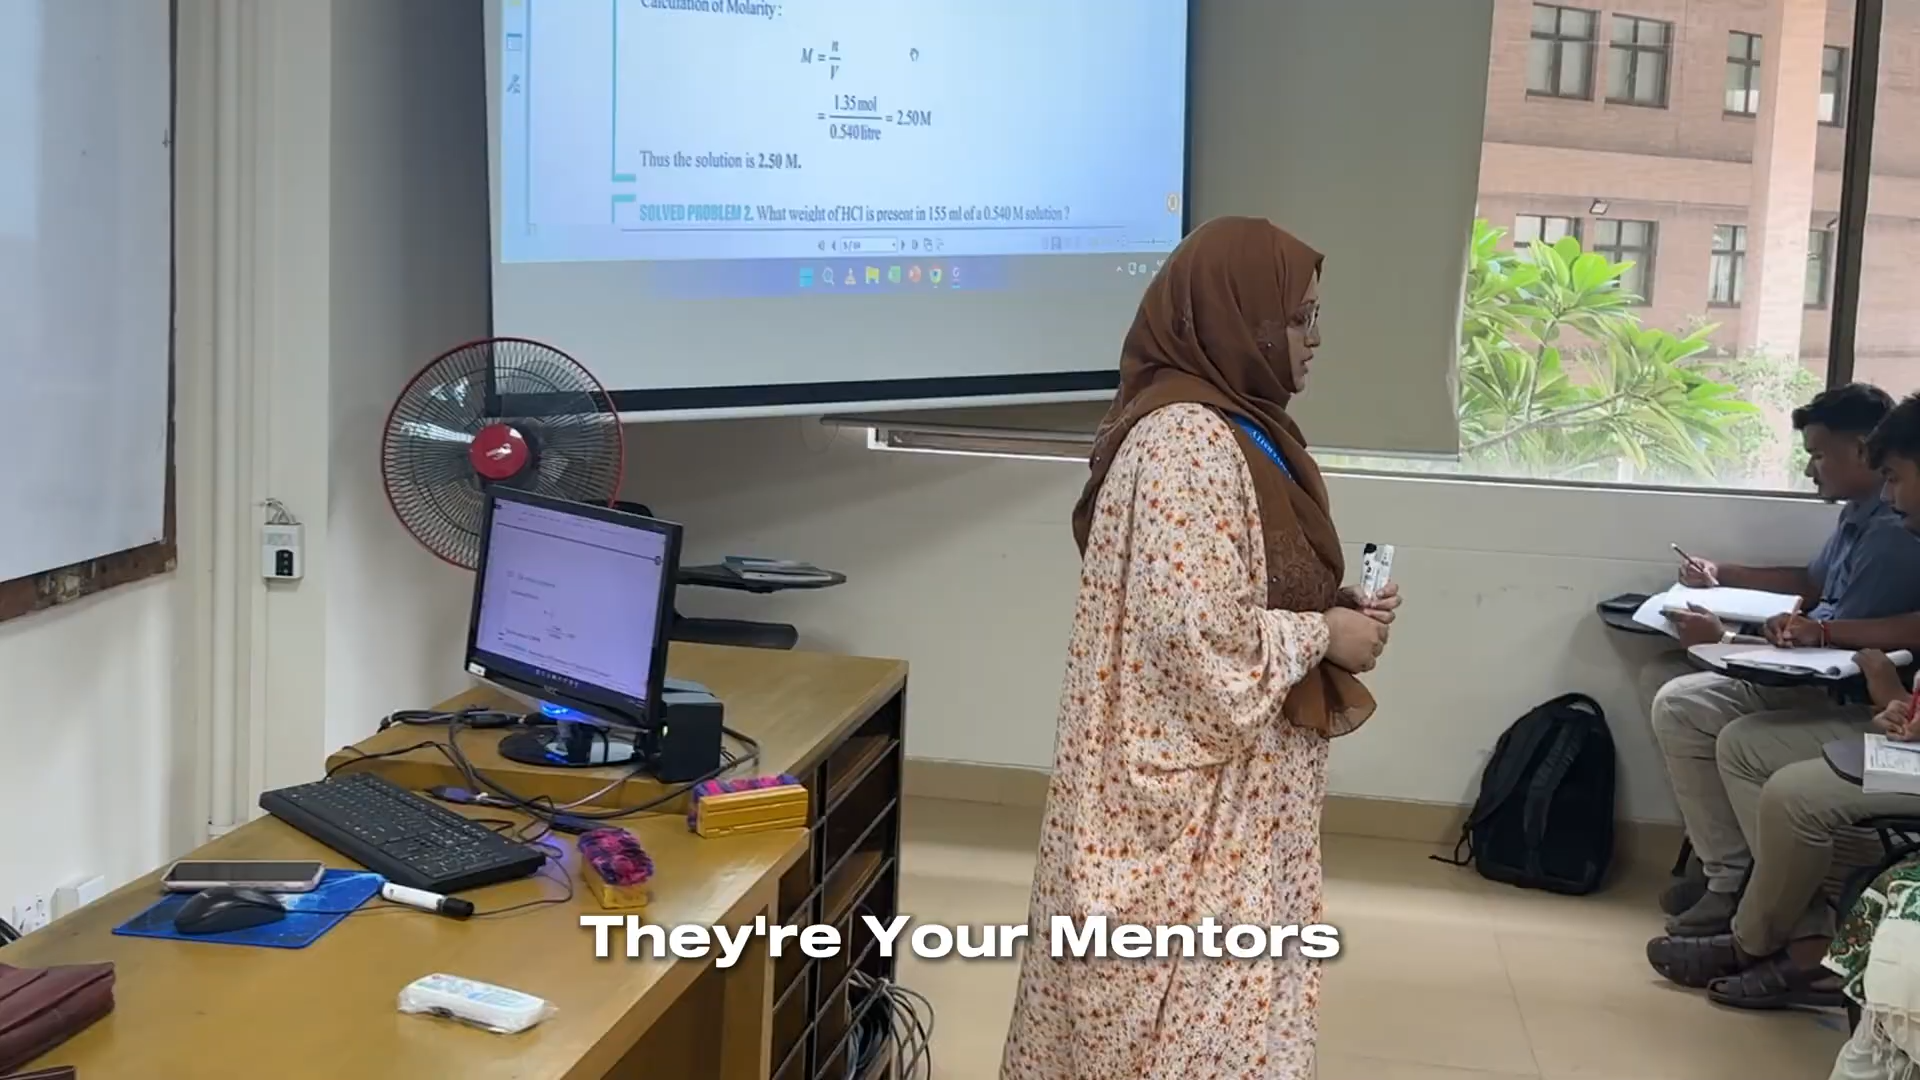 Calculation of Molarity :
M = n/V
= 1.35 mol/0.540 litre = 2.50 M
Thus the solution is 2.50 M.
SOLVED PROBLEM 2. What weight of HCl is present in 155 ml of a 0.540 M solution ?
They're Your Mentors